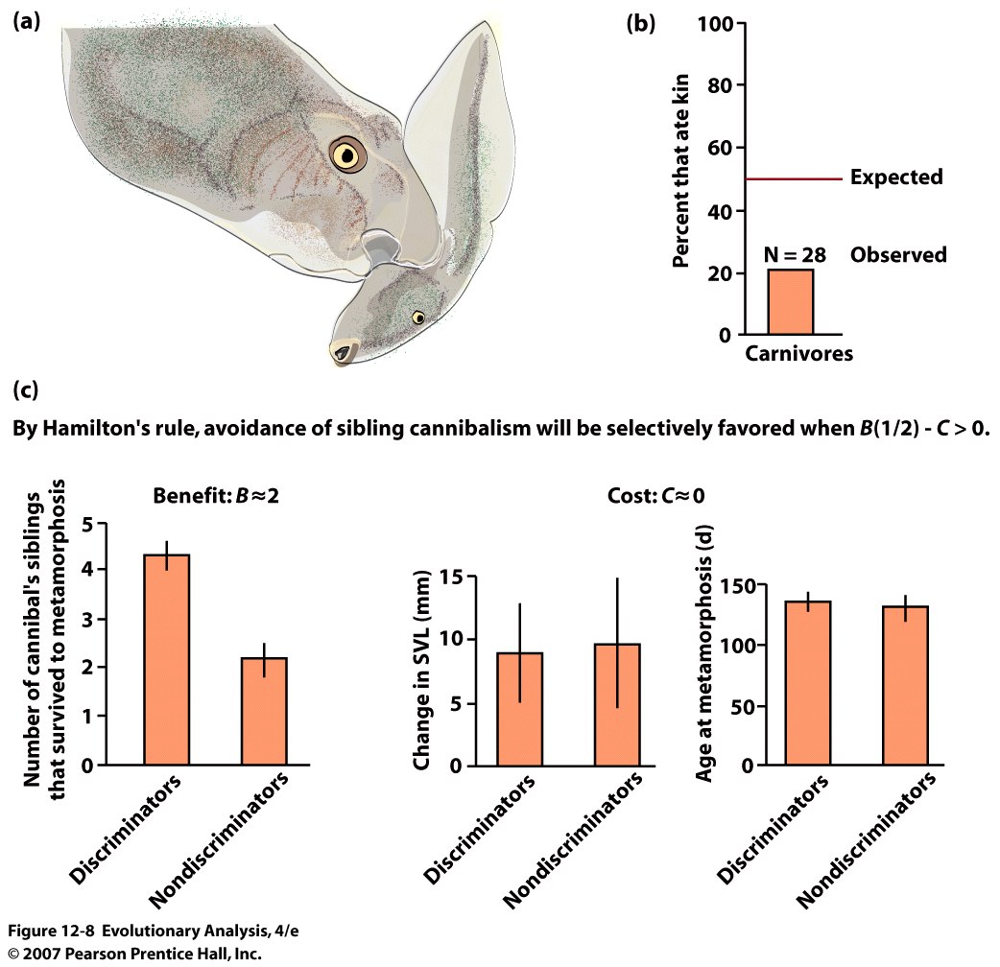 (a)
(b)
Percent that ate kin
100
80
60
40
20
0
Expected
N = 28
Observed
Carnivores
(c)
By Hamilton's rule, avoidance of sibling cannibalism will be selectively favored when B(1/2) - C > 0.
Benefit: B≈2
Number of cannibal's siblings
that survived to metamorphosis
5
4
3
2
1
0
Discriminators
Nondiscriminators
Cost: C≈0
Change in SVL (mm)
15
10
5
0
Discriminators
Nondiscriminators
Age at metamorphosis (d)
150
100
50
0
Discriminators
Nondiscriminators
Figure 12-8 Evolutionary Analysis, 4/e
© 2007 Pearson Prentice Hall, Inc.